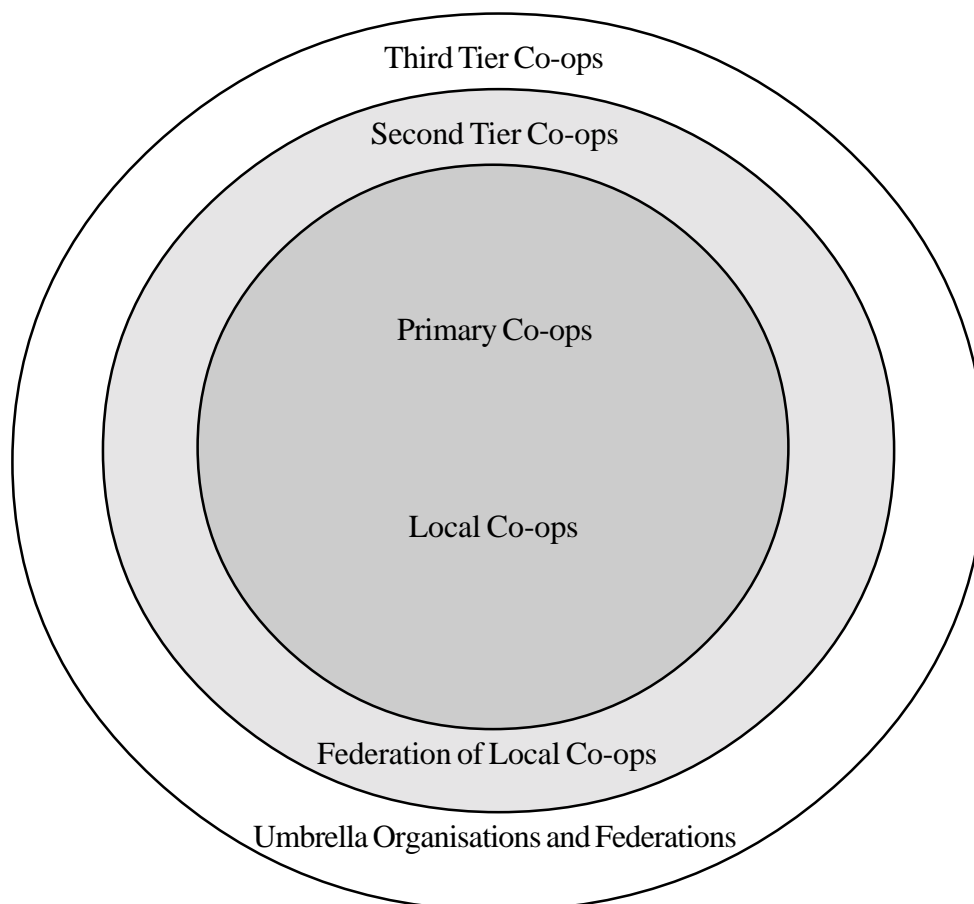 Third Tier Co-ops
Second Tier Co-ops
Primary Co-ops
Local Co-ops
Federation of Local Co-ops
Umbrella Organisations and Federations